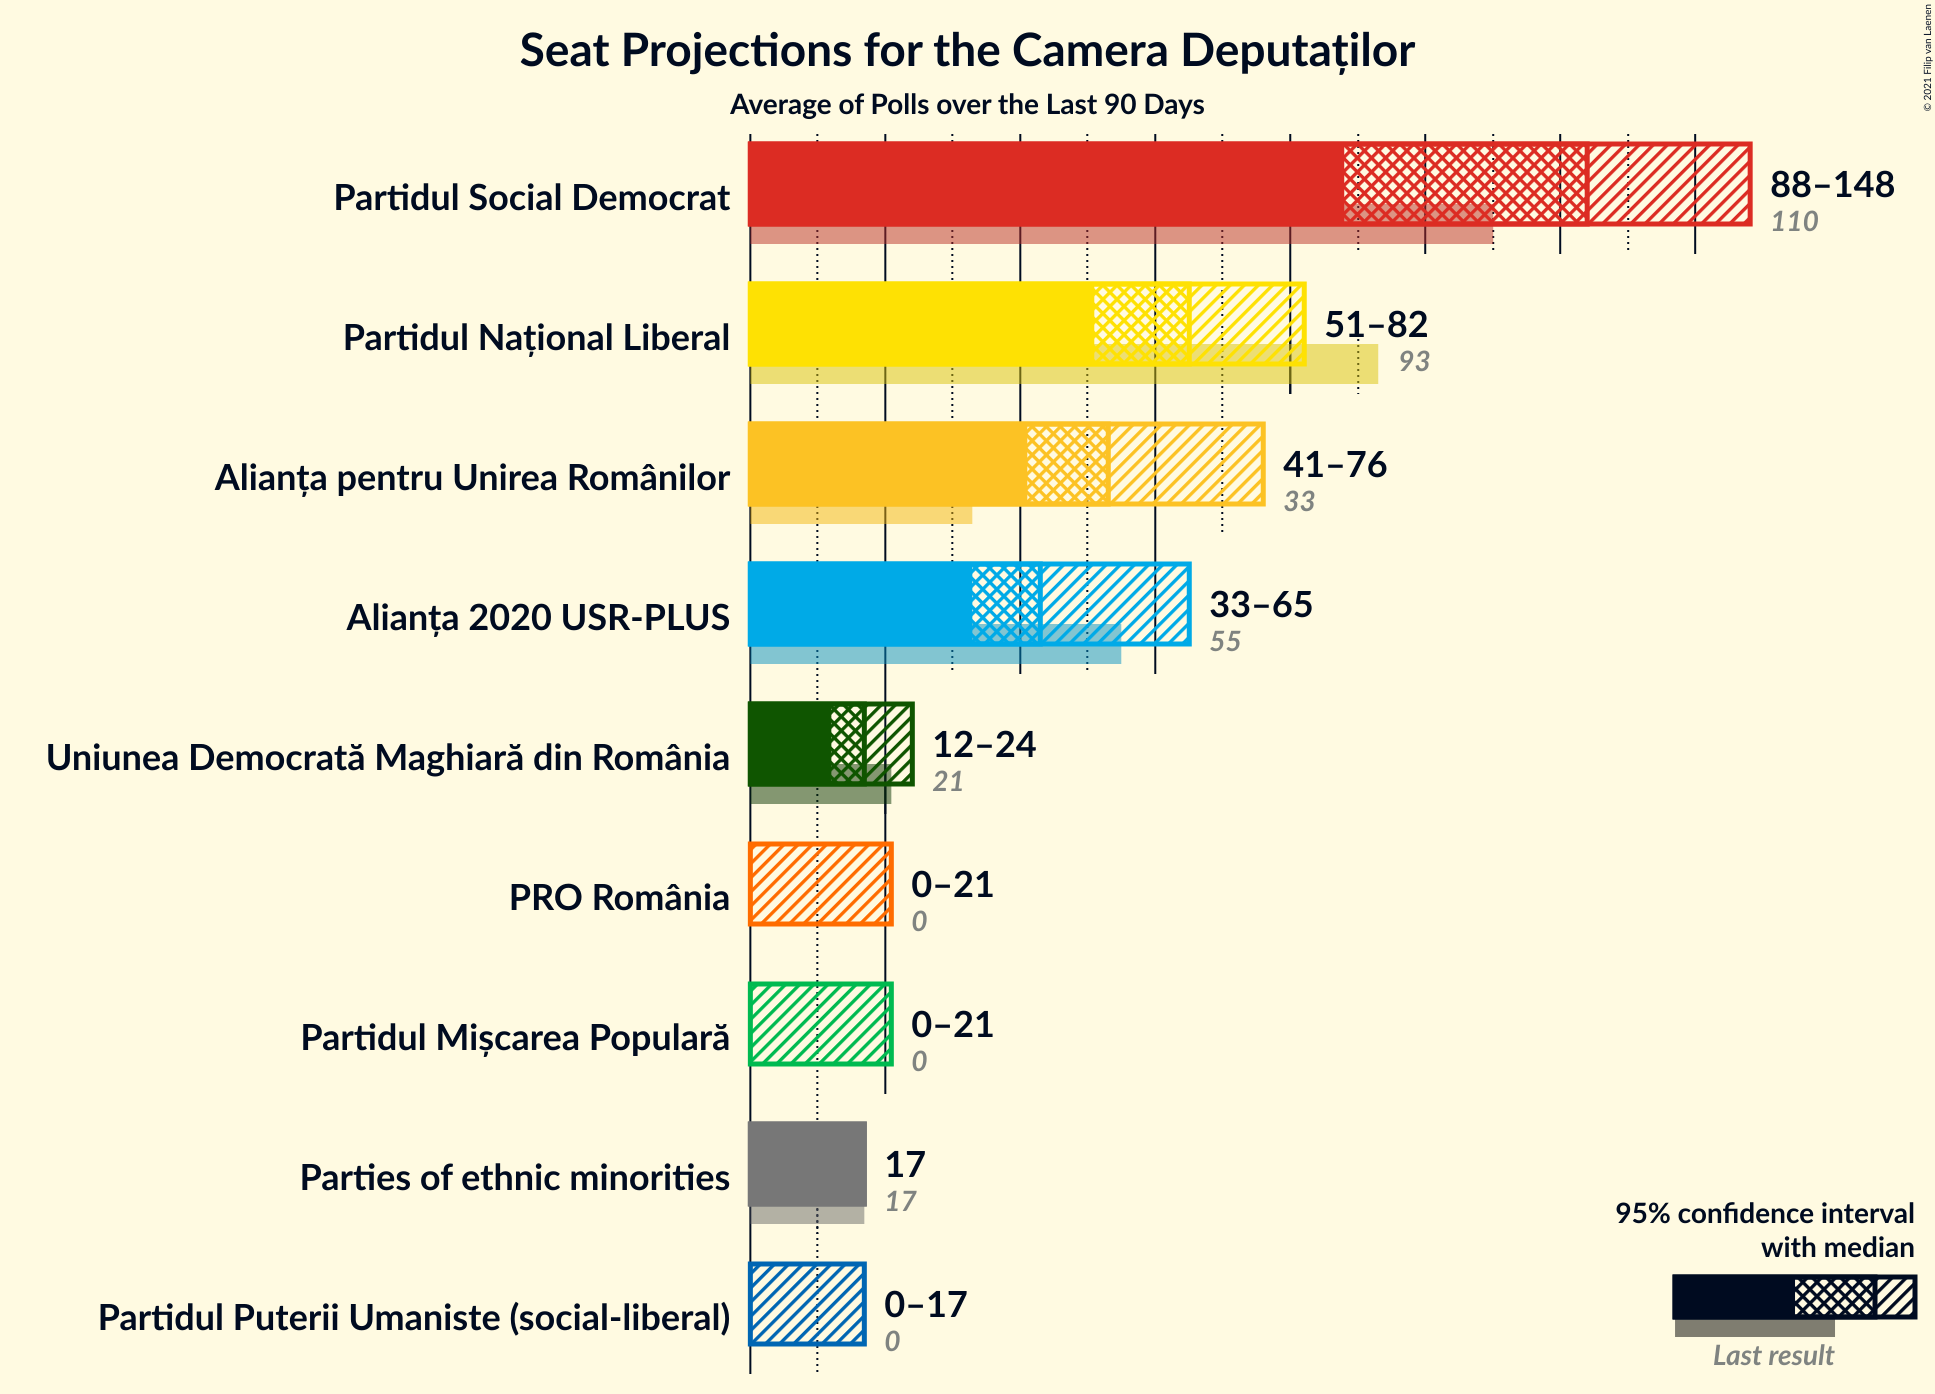 Seat Projections for the Camera Deputaților
Average of Polls over the Last 90 Days
© 2021 Filip van Laenen
Partidul Social Democrat
88–148
110
Partidul Național Liberal
51–82
93
Alianța pentru Unirea Românilor
41–76
33
Alianța 2020 USR-PLUS
33–65
55
Uniunea Democrată Maghiară din România
12–24
21
PRO România
0–21
0
Partidul Mișcarea Populară
0–21
0
Parties of ethnic minorities
17
17
Partidul Puterii Umaniste (social-liberal)
0–17
0
95% confidence interval
with median
Last result